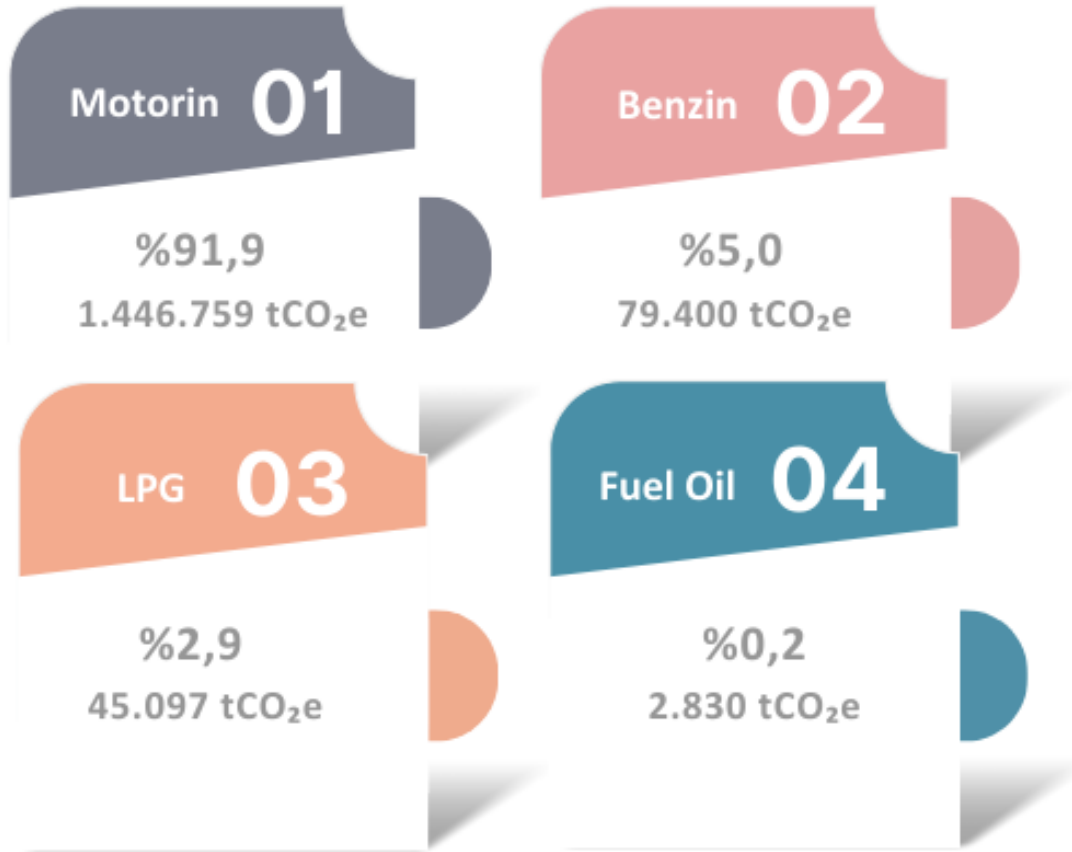 Motorin 01
%91,9
1.446.759 tCO₂e
Benzin 02
%5,0
79.400 tCO₂e
LPG 03
%2,9
45.097 tCO₂e
Fuel Oil 04
%0,2
2.830 tCO₂e